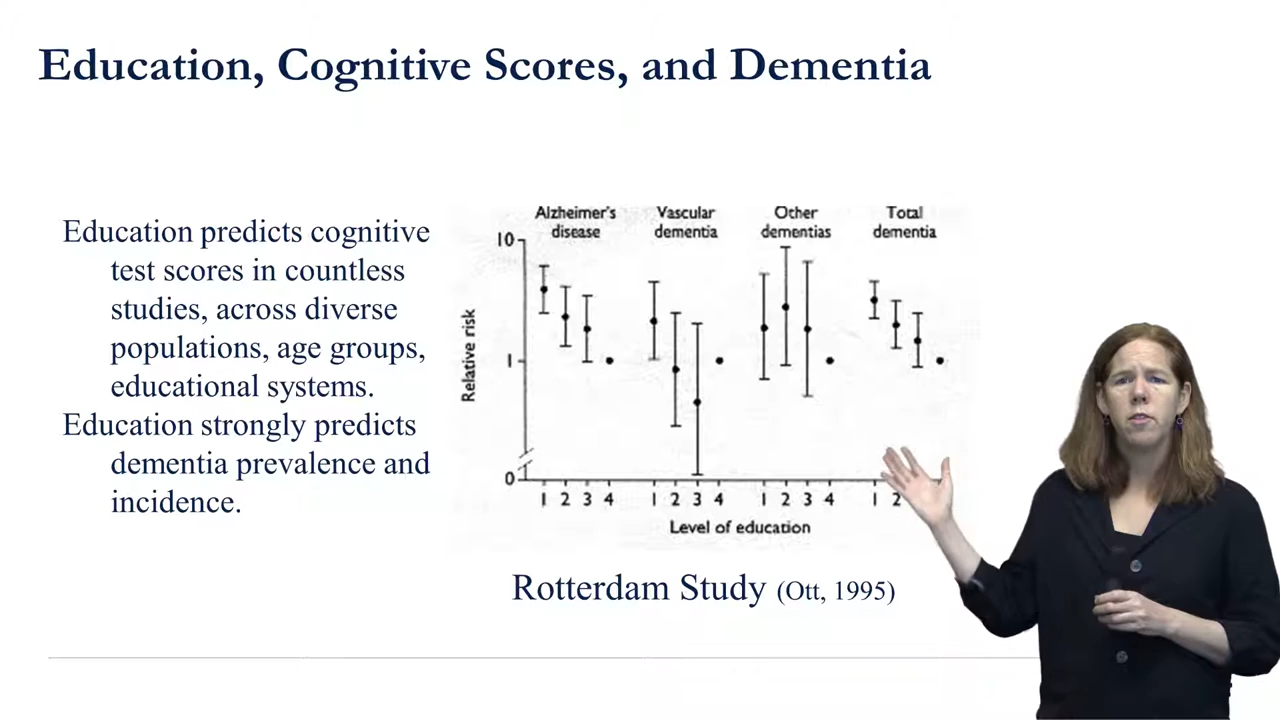 Education, Cognitive Scores, and Dementia
Education predicts cognitive
test scores in countless
studies, across diverse
populations, age groups,
educational systems.
Education strongly predicts
dementia prevalence and
incidence.
Alzheimer's
disease
Vascular
dementia
Other
dementias
Total
dementia
10
1
0
Relative risk
1 2 3 4 1 2 3 4 1 2 3 4 1 2
Level of education
Rotterdam Study (Ott, 1995)